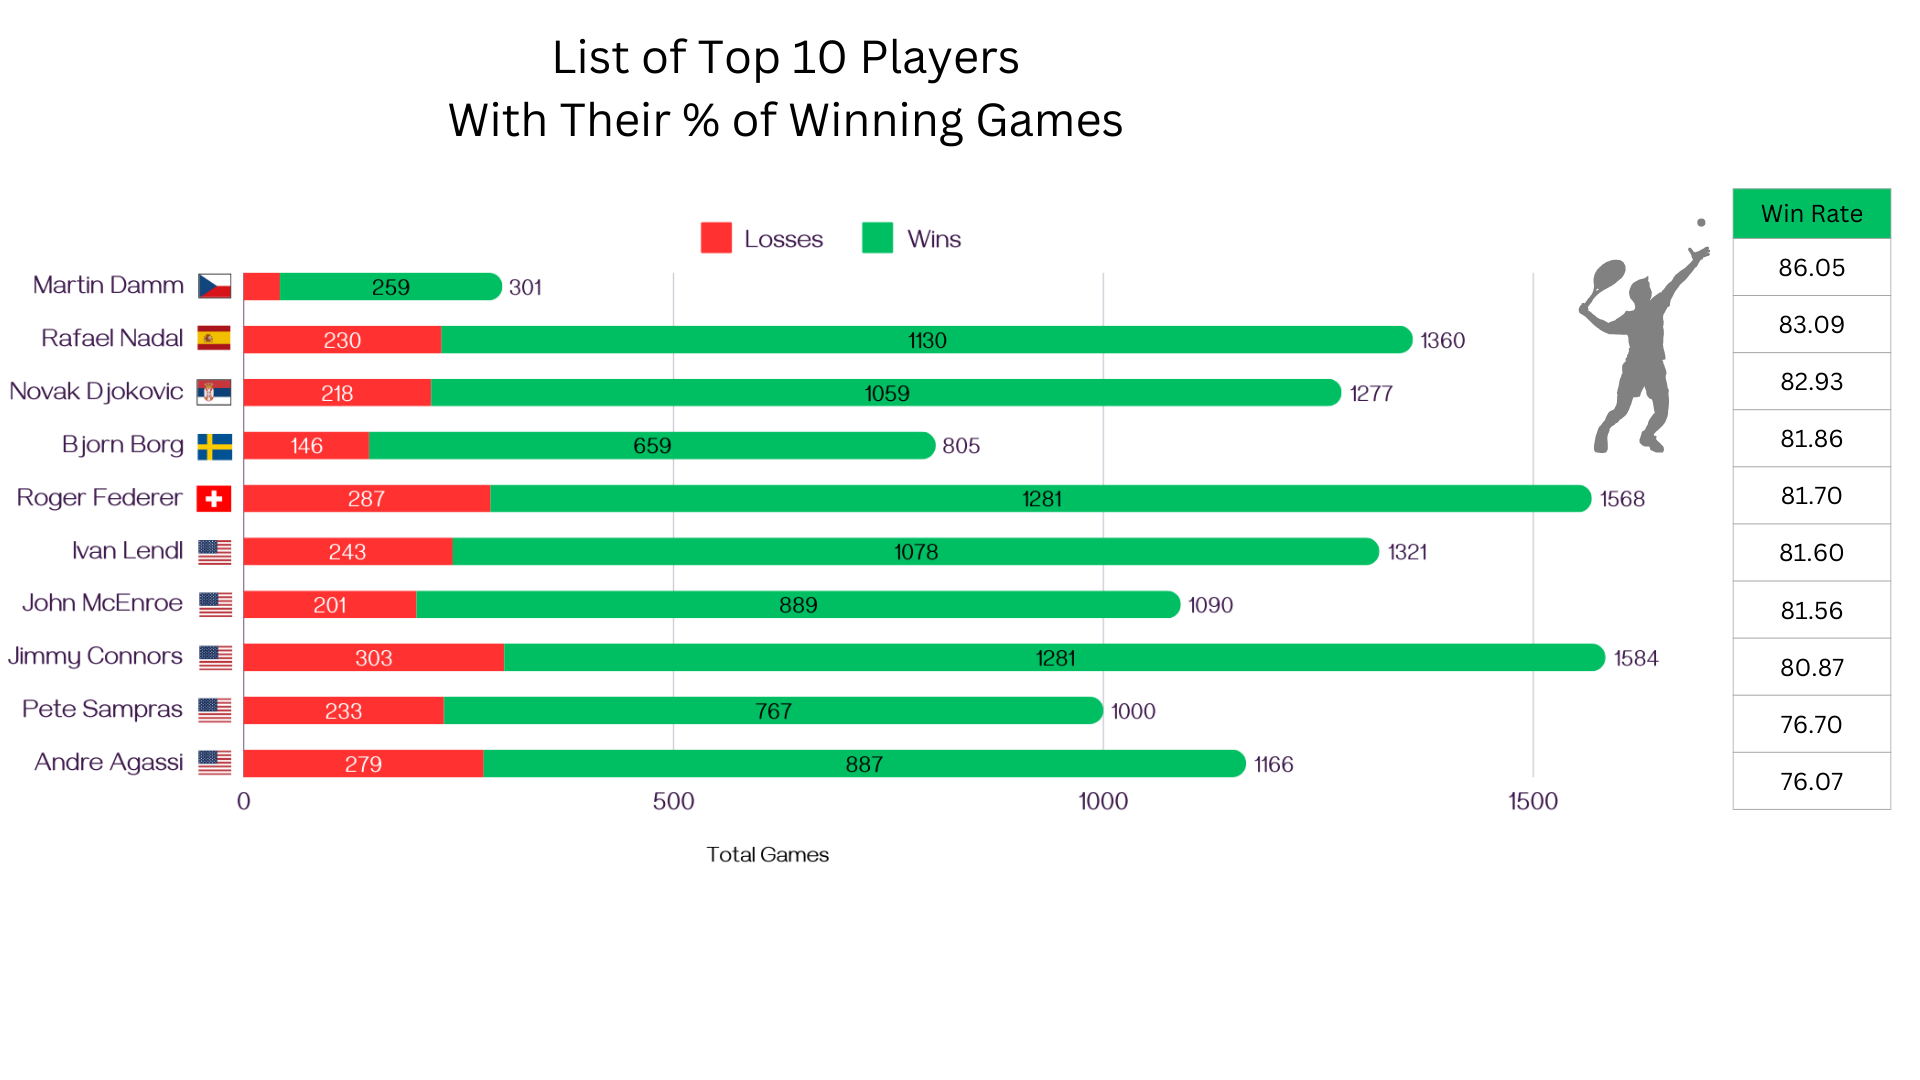 List of Top 10 Players
With Their % of Winning Games
Losses Wins
Win Rate
Martin Damm 259 301 86.05
Rafael Nadal 230 1130 1360 83.09
Novak Djokovic 218 1059 1277 82.93
Bjorn Borg 146 659 805 81.86
Roger Federer 287 1281 1568 81.70
Ivan Lendl 243 1078 1321 81.60
John McEnroe 201 889 1090 81.56
Jimmy Connors 303 1281 1584 80.87
Pete Sampras 233 767 1000 76.70
Andre Agassi 279 887 1166 76.07
0 500 1000 1500
Total Games